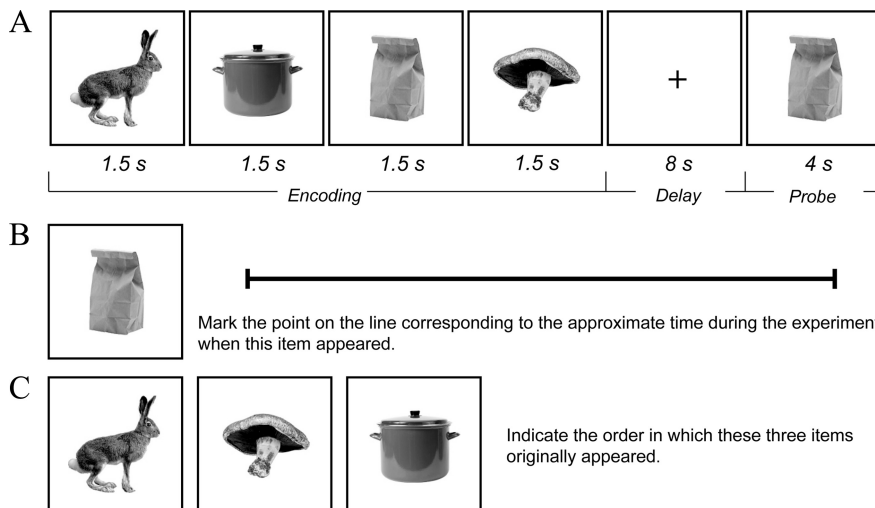 A
+
1.5 s 1.5 s 1.5 s 1.5 s 8 s 4 s
Encoding Delay Probe
B
Mark the point on the line corresponding to the approximate time during the experiment
when this item appeared.
C
Indicate the order in which these three items
originally appeared.